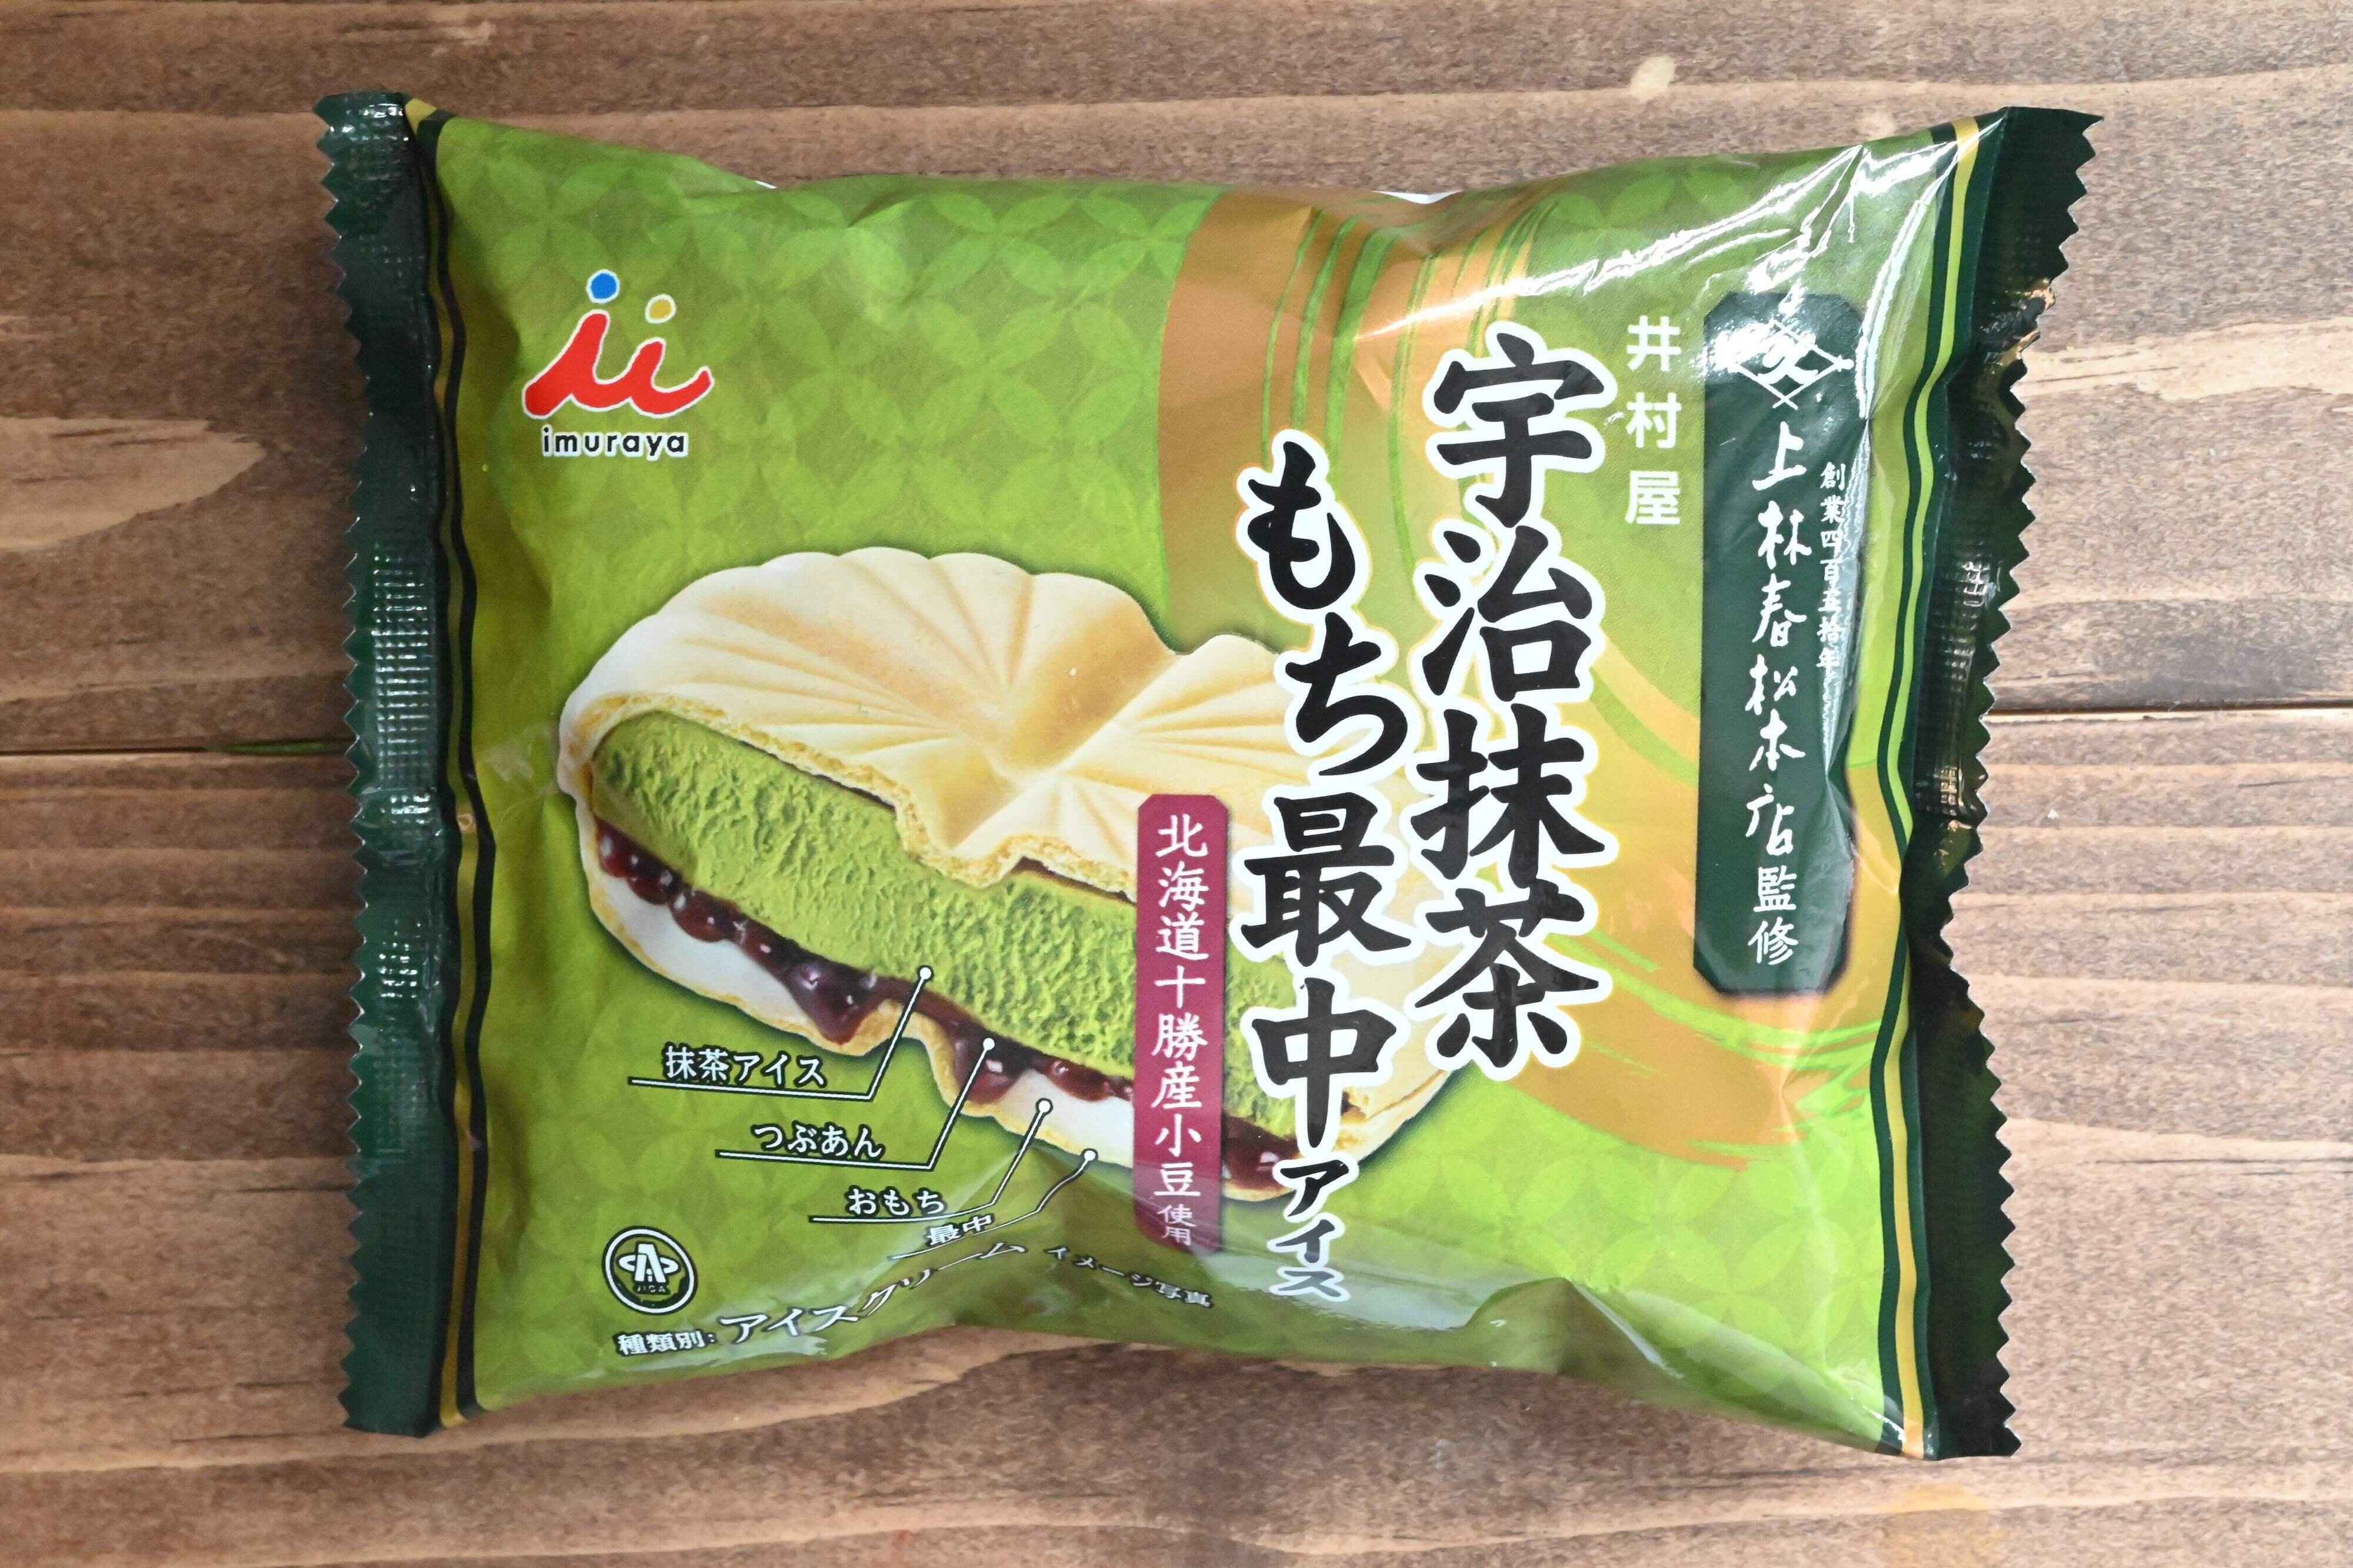 imuraya
創業四百五拾年
上林春松本店監修
井村屋
宇治抹茶
もち最中アイス
北海道十勝産小豆使用
抹茶アイス
つぶあん
おもち
最中
イメージ写真
JICA
種類別:アイスクリーム